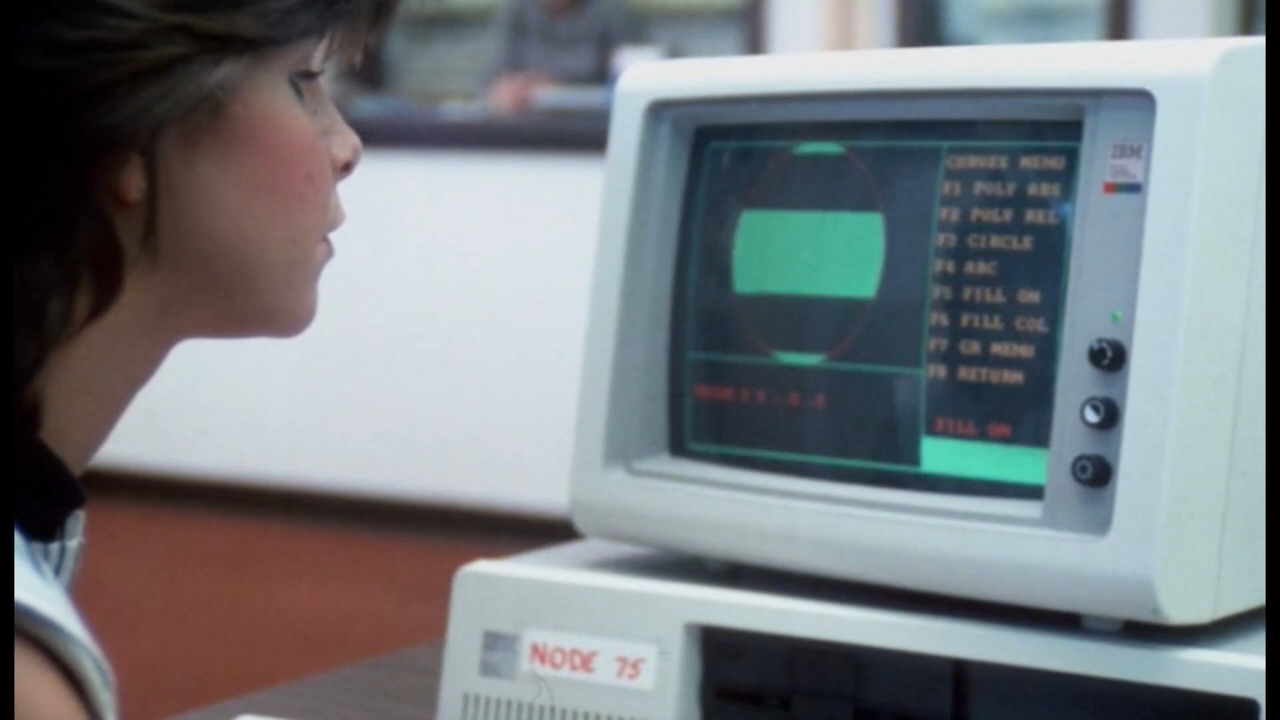 IBM
CURVES MENU
F1 POLY ABS
F2 POLY REL
F3 CIRCLE
F4 ARC
F5 FILL ON
F6 FILL COL
F7 GR MENU
F8 RETURN
FILL ON
NODE 75